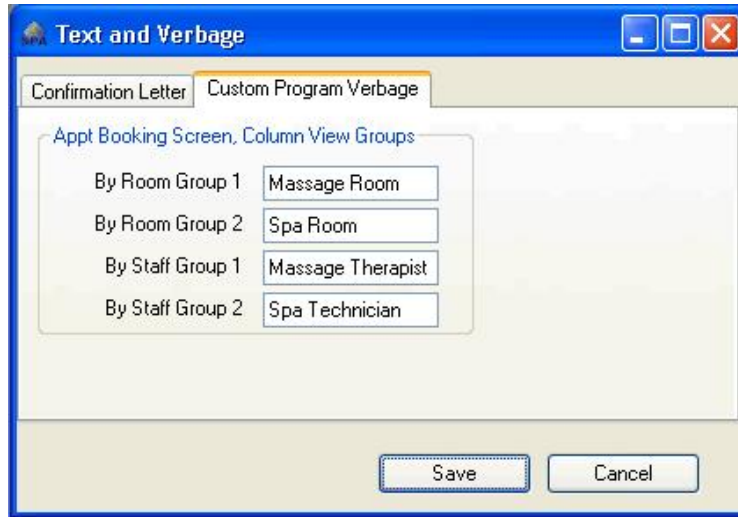 SPA
Text and Verbage
Confirmation Letter Custom Program Verbage
Appt Booking Screen, Column View Groups
By Room Group 1 Massage Room
By Room Group 2 Spa Room
By Staff Group 1 Massage Therapist
By Staff Group 2 Spa Technician
Save Cancel